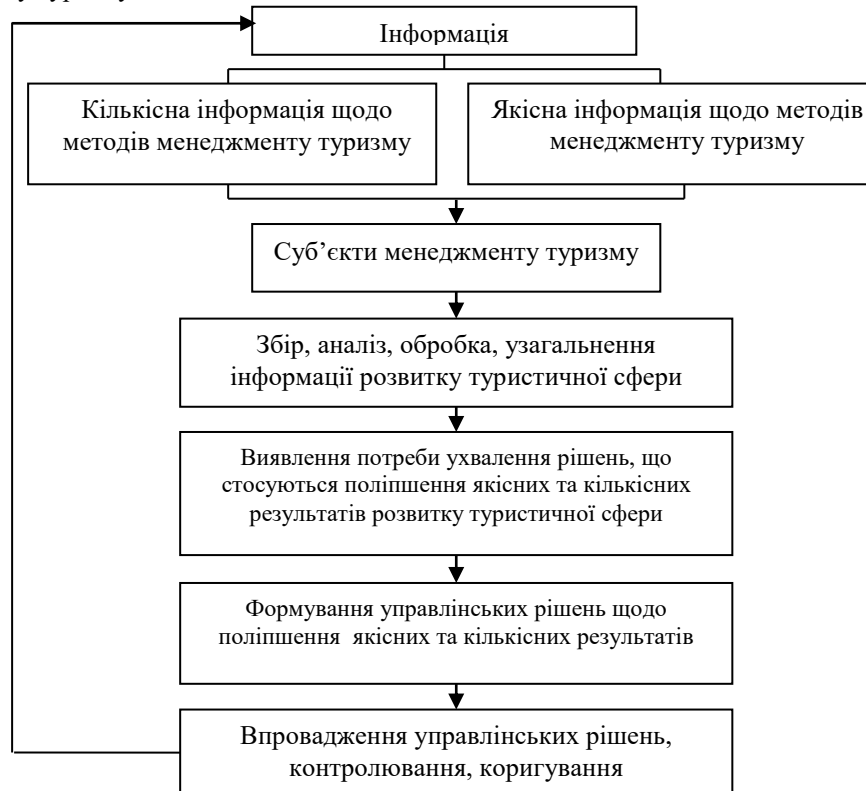 Інформація
Кількісна інформація щодо
методів менеджменту туризму
Якісна інформація щодо методів
менеджменту туризму
Суб’єкти менеджменту туризму
Збір, аналіз, обробка, узагальнення
інформації розвитку туристичної сфери
Виявлення потреби ухвалення рішень, що
стосуються поліпшення якісних та кількісних
результатів розвитку туристичної сфери
Формування управлінських рішень щодо
поліпшення якісних та кількісних результатів
Впровадження управлінських рішень,
контролювання, коригування